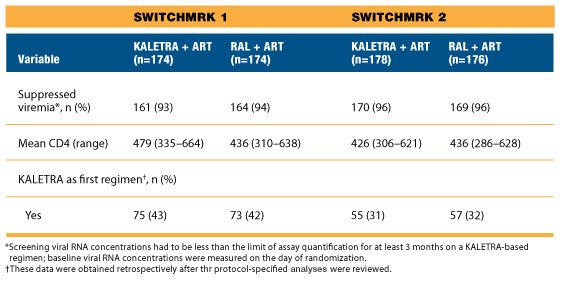 SWITCHMRK 1 SWITCHMRK 2
Variable KALETRA + ART (n=174) RAL + ART (n=174) KALETRA + ART (n=178) RAL + ART (n=176)
Suppressed viremia*, n (%) 161 (93) 164 (94) 170 (96) 169 (96)
Mean CD4 (range) 479 (335–664) 436 (310–638) 426 (306–621) 436 (286–628)
KALETRA as first regimen†, n (%)
Yes 75 (43) 73 (42) 55 (31) 57 (32)
*Screening viral RNA concentrations had to be less than the limit of assay quantification for at least 3 months on a KALETRA-based
regimen; baseline viral RNA concentrations were measured on the day of randomization.
†These data were obtained retrospectively after thr protocol-specified analyses were reviewed.